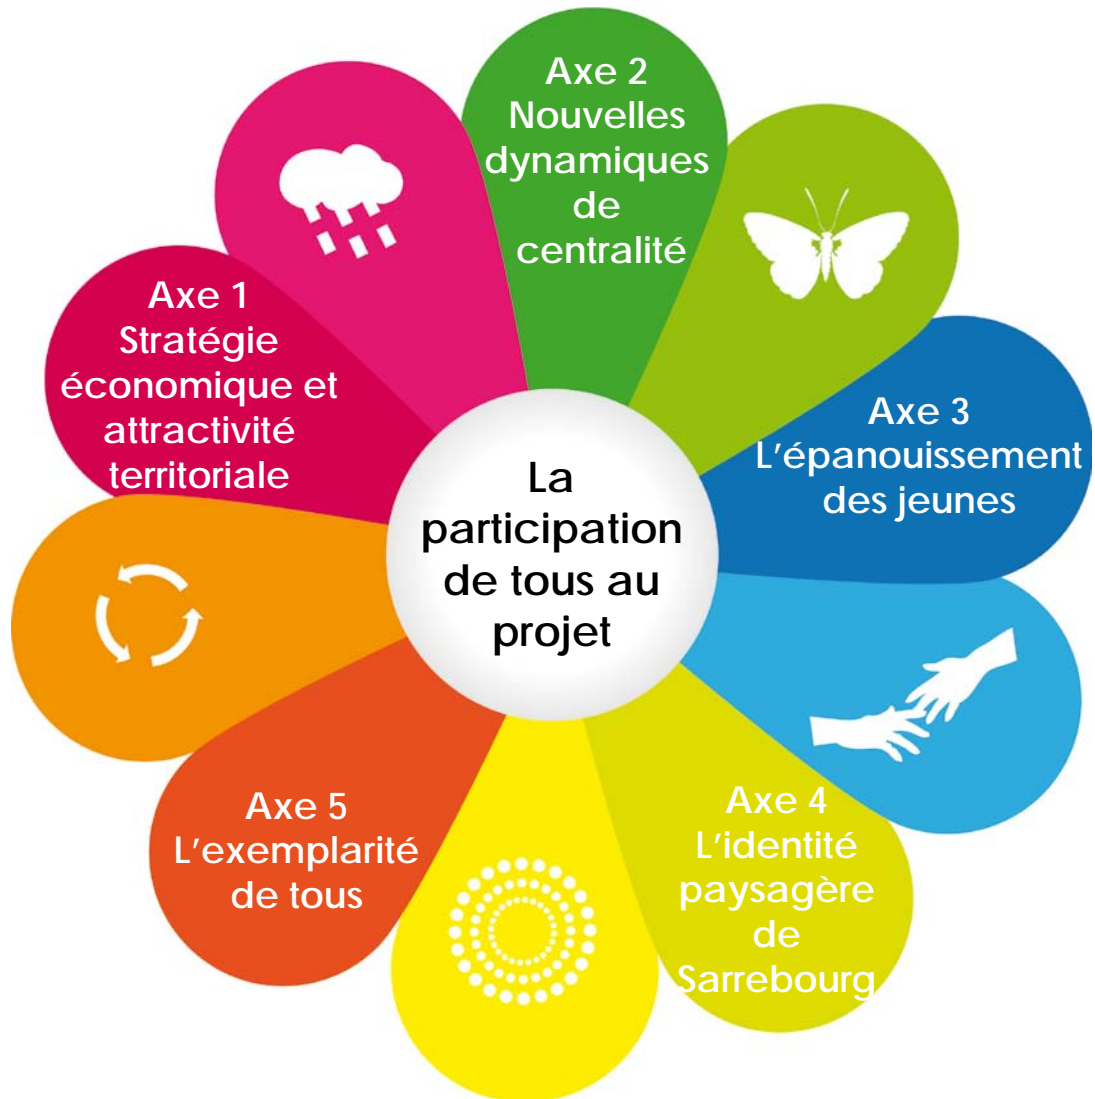 Axe 1
Stratégie
économique et
attractivité
territoriale
Axe 2
Nouvelles
dynamiques
de
centralité
Axe 3
L'épanouissement
des jeunes
La
participation
de tous au
projet
Axe 4
L'identité
paysagère
de
Sarrebourg
Axe 5
L'exemplarité
de tous